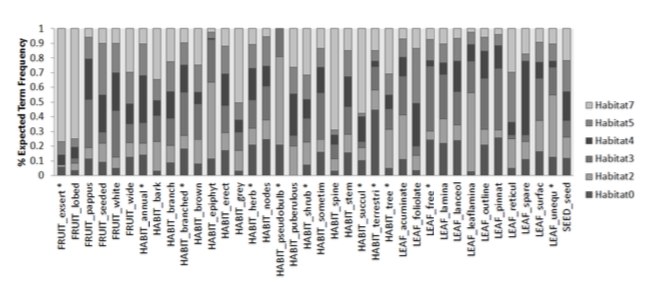 % Expected Term Frequency
1
0.9
0.8
0.7
0.6
0.5
0.4
0.3
0.2
0.1
0
FRUIT_exsert *
FRUIT_lobed
FRUIT_pappus
FRUIT_seeded
FRUIT_white
FRUIT_wide
HABIT_annual *
HABIT_bark
HABIT_branch
HABIT_branched *
HABIT_brown
HABIT_epiphyt
HABIT_erect
HABIT_grey
HABIT_herb *
HABIT_nodes
HABIT_pseudobulb *
HABIT_puberulous
HABIT_shrub *
HABIT_sometim
HABIT_spine
HABIT_stem
HABIT_succul *
HABIT_terrestri *
HABIT_tree *
LEAF_acuminate
LEAF_foliolate
LEAF_free *
LEAF_lamina
LEAF_lanceol
LEAF_leaflamina
LEAF_outline
LEAF_pinnat
LEAF_reticul
LEAF_spare
LEAF_surfac
LEAF_unequ *
SEED_seed
Habitat7
Habitat5
Habitat4
Habitat3
Habitat2
Habitat0